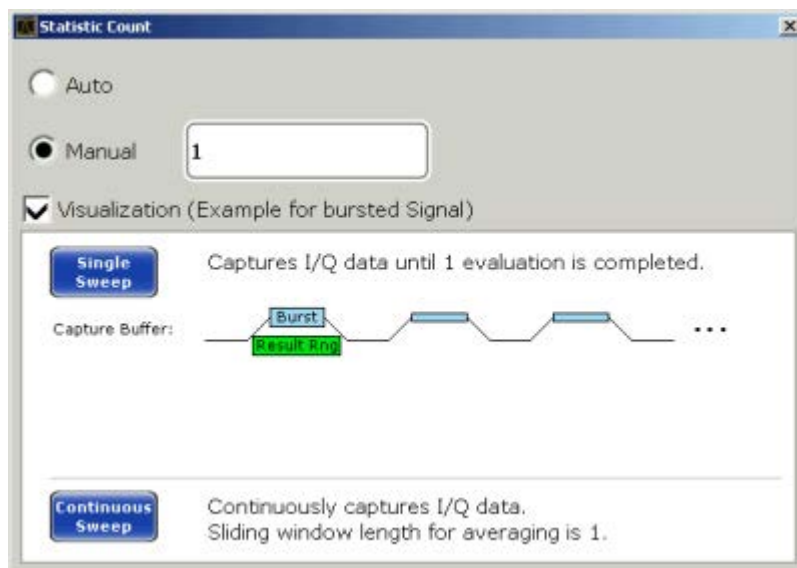 Statistic Count
Auto
Manual
1
Visualization (Example for bursted Signal)
Single
Sweep
Captures I/Q data until 1 evaluation is completed.
Capture Buffer:
Burst
...
Result Rng
Continuous
Sweep
Continuously captures I/Q data.
Sliding window length for averaging is 1.